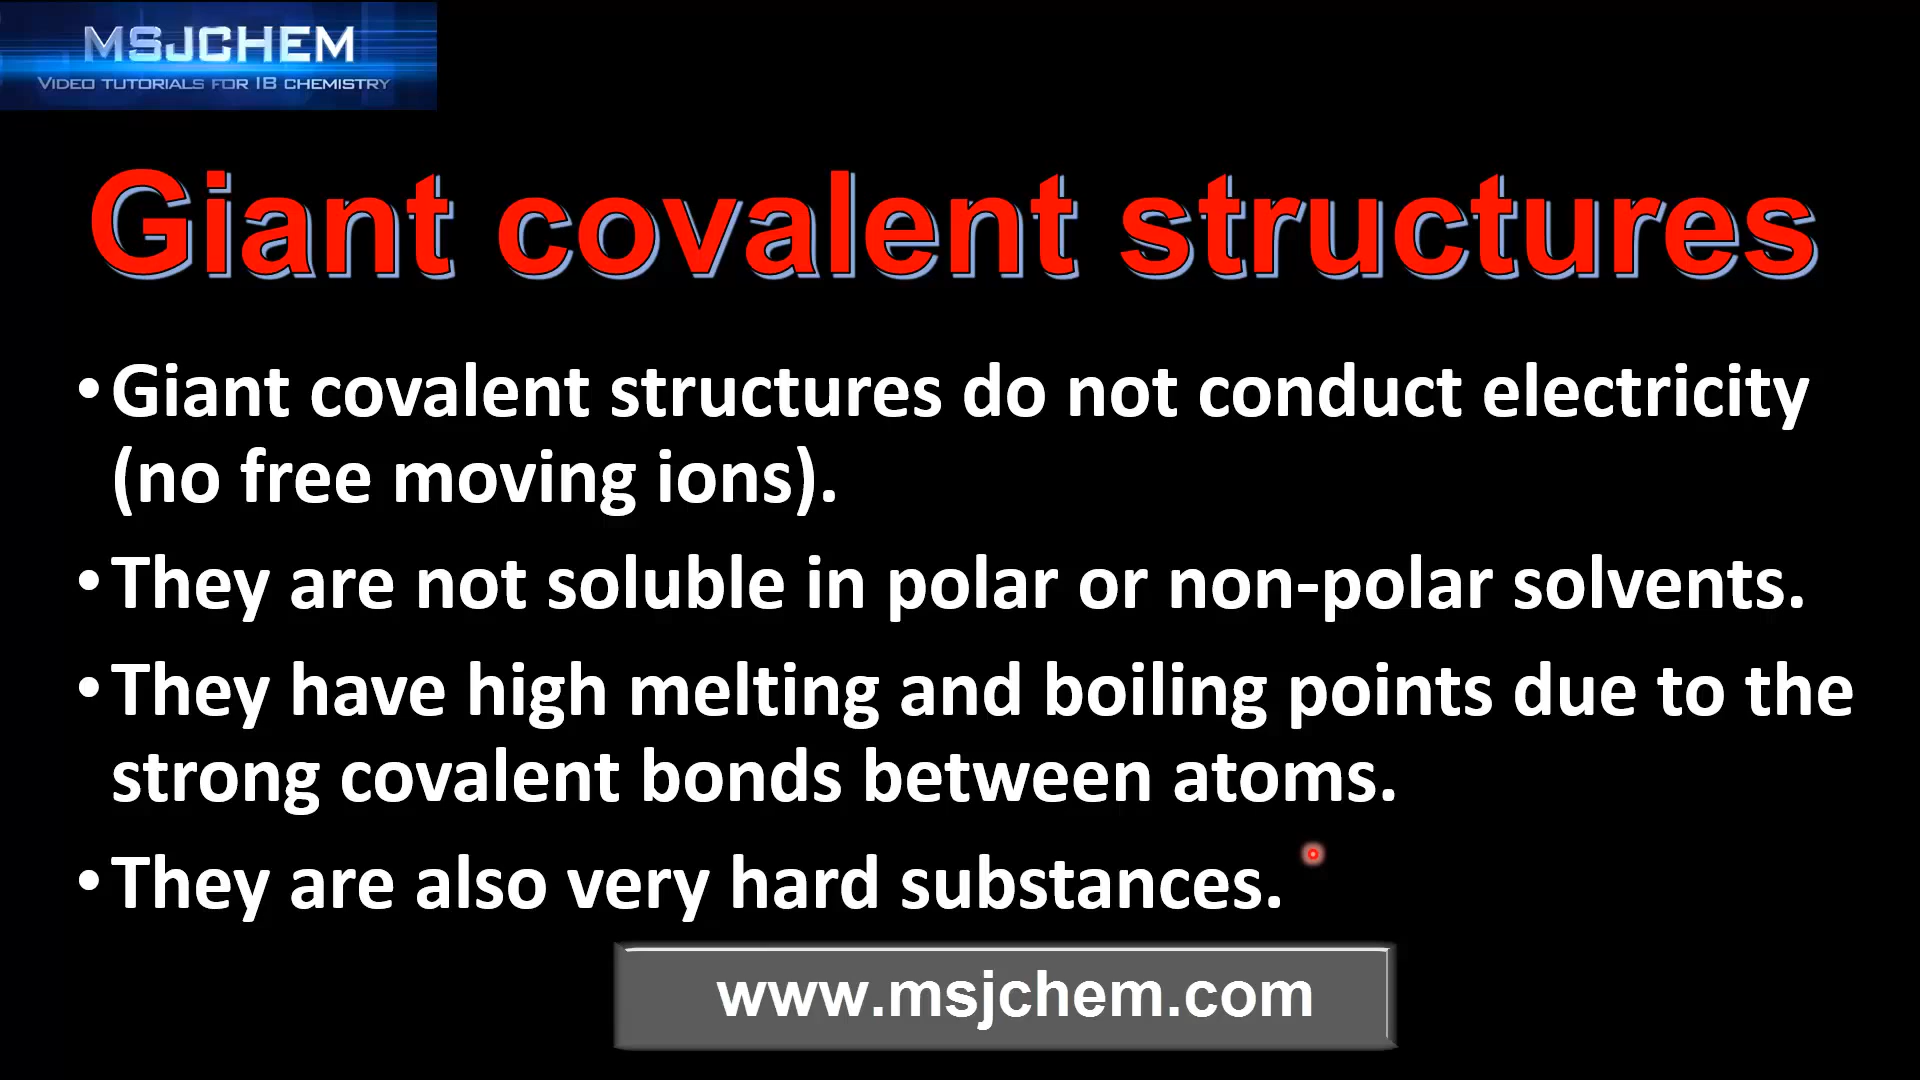 MSJCHEM
VIDEO TUTORIALS FOR IB CHEMISTRY
Giant covalent structures
•Giant covalent structures do not conduct electricity
(no free moving ions).
•They are not soluble in polar or non-polar solvents.
•They have high melting and boiling points due to the
strong covalent bonds between atoms.
•They are also very hard substances.
www.msjchem.com